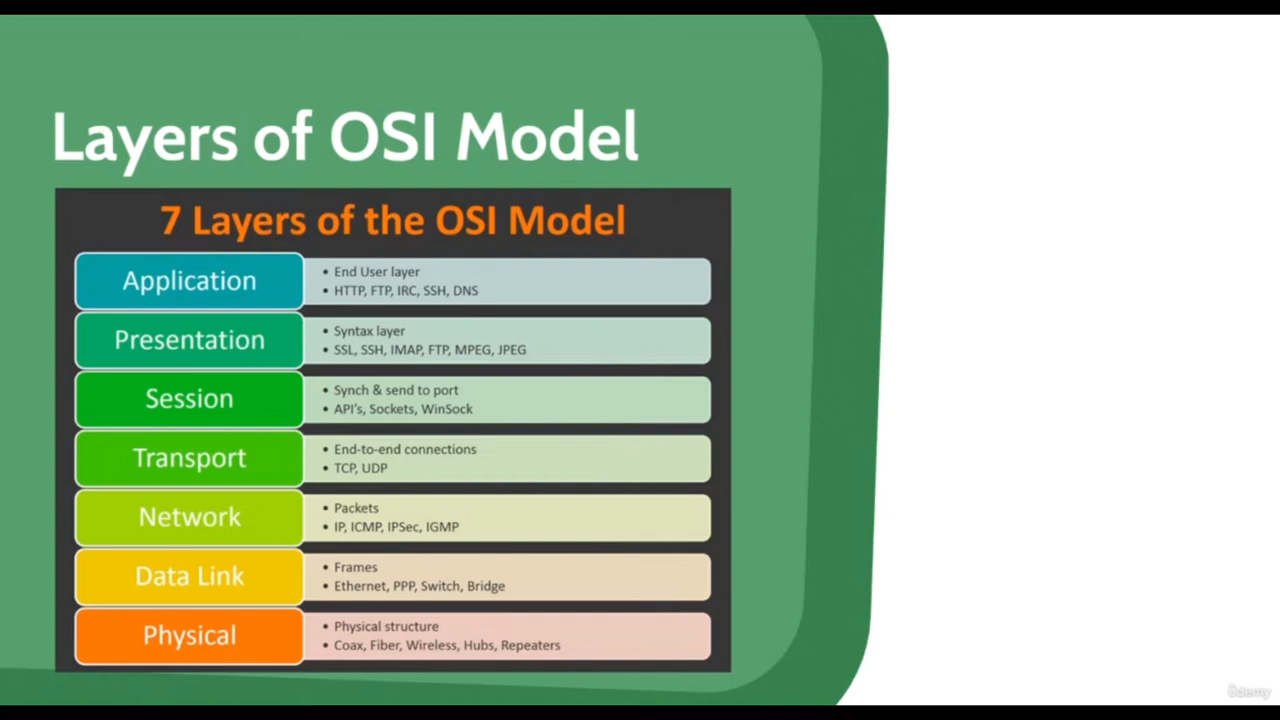 Layers of OSI Model
7 Layers of the OSI Model
Application
• End User layer
• HTTP, FTP, IRC, SSH, DNS
Presentation
• Syntax layer
• SSL, SSH, IMAP, FTP, MPEG, JPEG
Session
• Synch & send to port
• API's, Sockets, WinSock
Transport
• End-to-end connections
• TCP, UDP
Network
• Packets
• IP, ICMP, IPSec, IGMP
Data Link
• Frames
• Ethernet, PPP, Switch, Bridge
Physical
• Physical structure
• Coax, Fiber, Wireless, Hubs, Repeaters
ûdemy